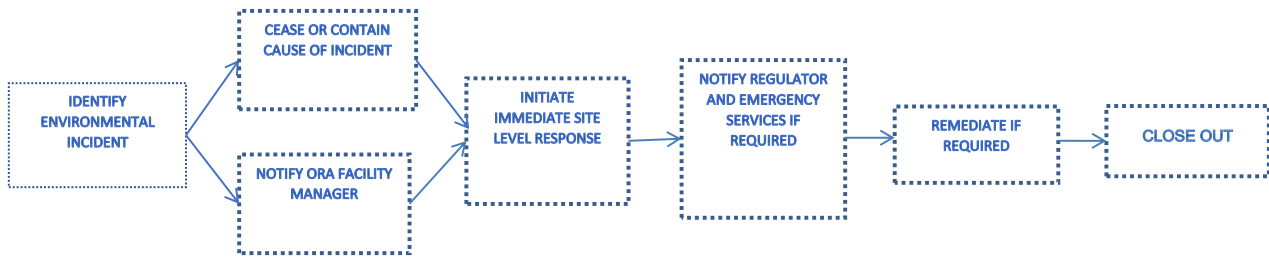 IDENTIFY
ENVIRONMENTAL
INCIDENT
CEASE OR CONTAIN
CAUSE OF INCIDENT
NOTIFY ORA FACILITY
MANAGER
INITIATE
IMMEDIATE SITE
LEVEL RESPONSE
NOTIFY REGULATOR
AND EMERGENCY
SERVICES IF
REQUIRED
REMEDIATE IF
REQUIRED
CLOSE OUT